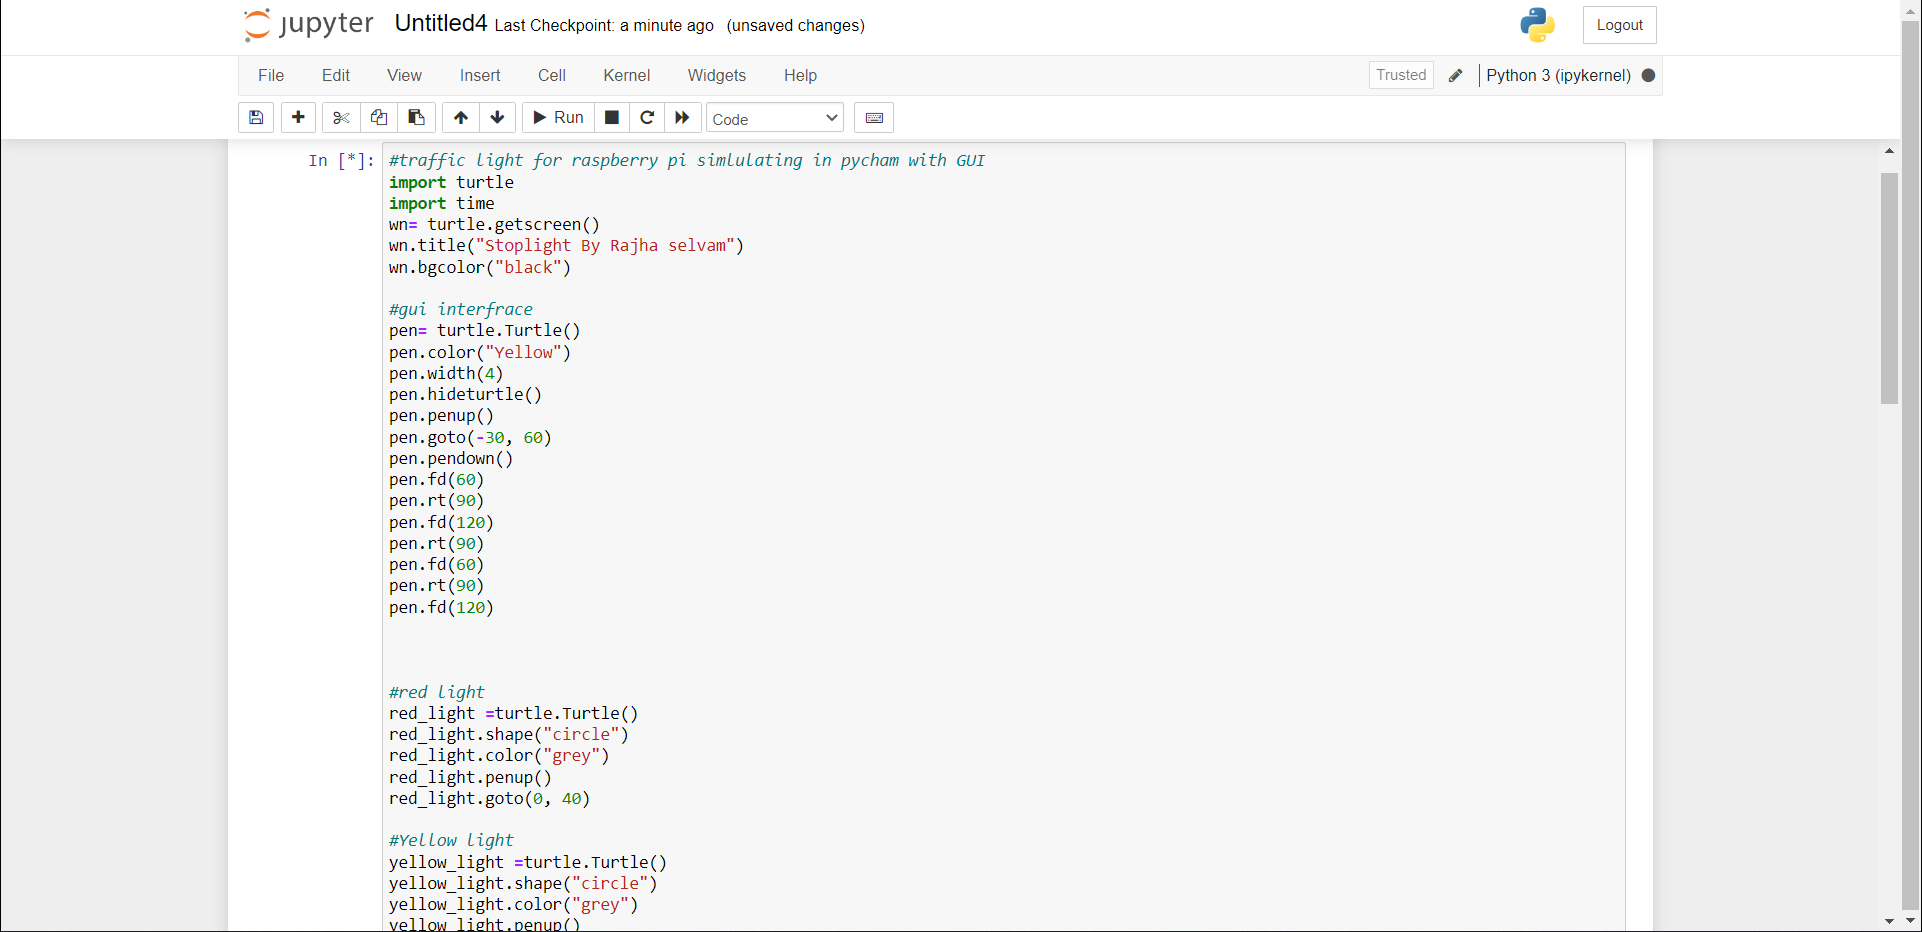 jupyter Untitled4 Last Checkpoint: a minute ago (unsaved changes) Logout
File Edit View Insert Cell Kernel Widgets Help Trusted Python 3 (ipykernel)
Run Code
In [*]: #traffic light for raspberry pi simlulating in pycham with GUI
import turtle
import time
wn= turtle.getscreen()
wn.title("Stoplight By Rajha selvam")
wn.bgcolor("black")
#gui interfrace
pen= turtle.Turtle()
pen.color("Yellow")
pen.width(4)
pen.hideturtle()
pen.penup()
pen.goto(-30, 60)
pen.pendown()
pen.fd(60)
pen.rt(90)
pen.fd(120)
pen.rt(90)
pen.fd(60)
pen.rt(90)
pen.fd(120)
#red light
red_light =turtle.Turtle()
red_light.shape("circle")
red_light.color("grey")
red_light.penup()
red_light.goto(0, 40)
#Yellow light
yellow_light =turtle.Turtle()
yellow_light.shape("circle")
yellow_light.color("grey")
yellow_light.penup()